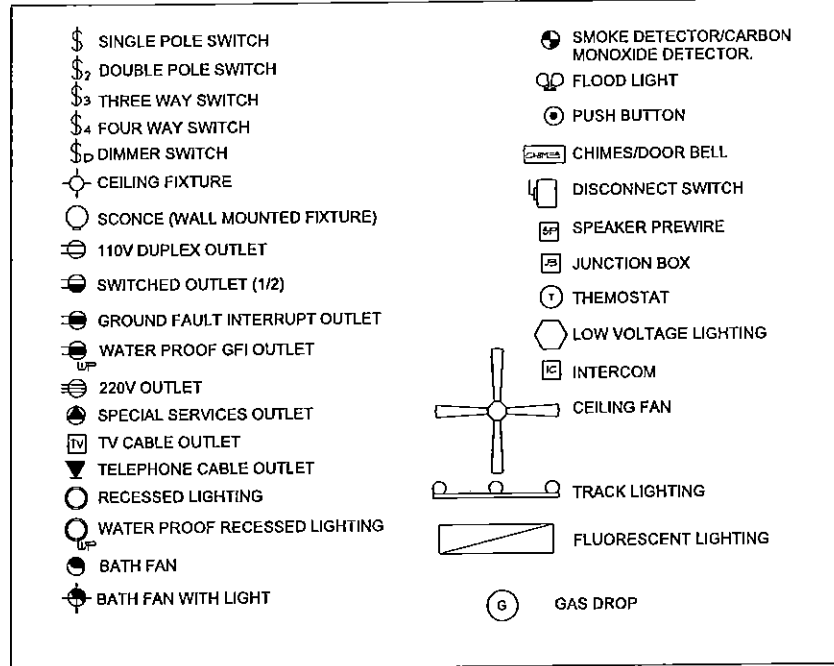 $ SINGLE POLE SWITCH
$2 DOUBLE POLE SWITCH
$3 THREE WAY SWITCH
$4 FOUR WAY SWITCH
$D DIMMER SWITCH
CEILING FIXTURE
SCONCE (WALL MOUNTED FIXTURE)
110V DUPLEX OUTLET
SWITCHED OUTLET (1/2)
GROUND FAULT INTERRUPT OUTLET
WATER PROOF GFI OUTLET
WP
220V OUTLET
SPECIAL SERVICES OUTLET
TV TV CABLE OUTLET
TELEPHONE CABLE OUTLET
RECESSED LIGHTING
WATER PROOF RECESSED LIGHTING
WP
BATH FAN
BATH FAN WITH LIGHT
SMOKE DETECTOR/CARBON
MONOXIDE DETECTOR.
FLOOD LIGHT
PUSH BUTTON
CHIMES CHIMES/DOOR BELL
DISCONNECT SWITCH
SP SPEAKER PREWIRE
JB JUNCTION BOX
T THEMOSTAT
LOW VOLTAGE LIGHTING
IC INTERCOM
CEILING FAN
TRACK LIGHTING
FLUORESCENT LIGHTING
G GAS DROP